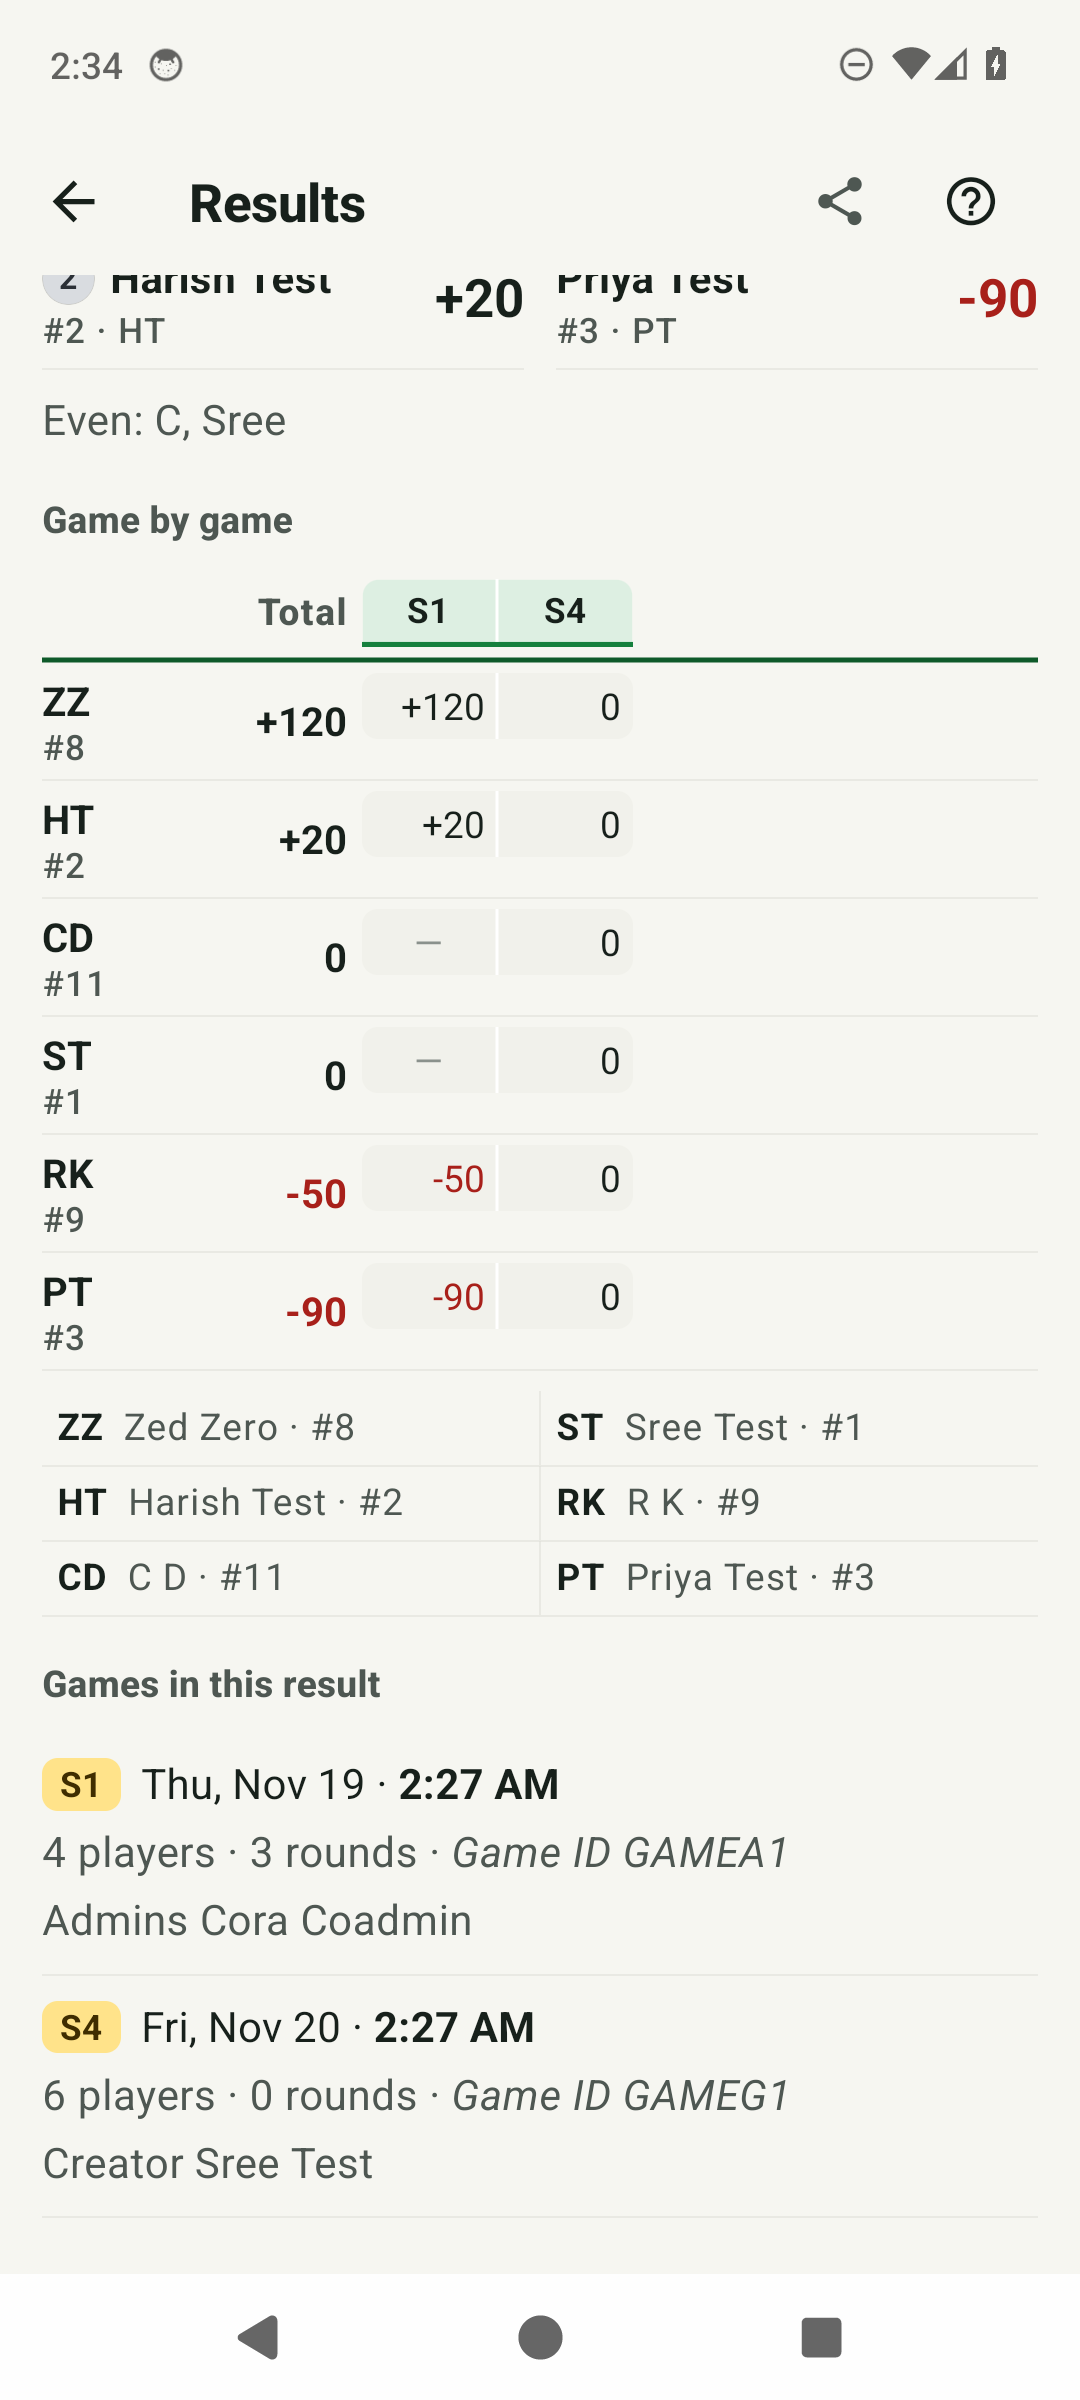 2:34
Results
2 Harish Test +20 Priya Test -90
#2 · HT #3 · PT
Even: C, Sree
Game by game
Total S1 S4
ZZ +120 +120 0
#8
HT +20 +20 0
#2
CD 0 — 0
#11
ST 0 — 0
#1
RK -50 -50 0
#9
PT -90 -90 0
#3
ZZ Zed Zero · #8 ST Sree Test · #1
HT Harish Test · #2 RK R K · #9
CD C D · #11 PT Priya Test · #3
Games in this result
S1 Thu, Nov 19 · 2:27 AM
4 players · 3 rounds · Game ID GAMEA1
Admins Cora Coadmin
S4 Fri, Nov 20 · 2:27 AM
6 players · 0 rounds · Game ID GAMEG1
Creator Sree Test